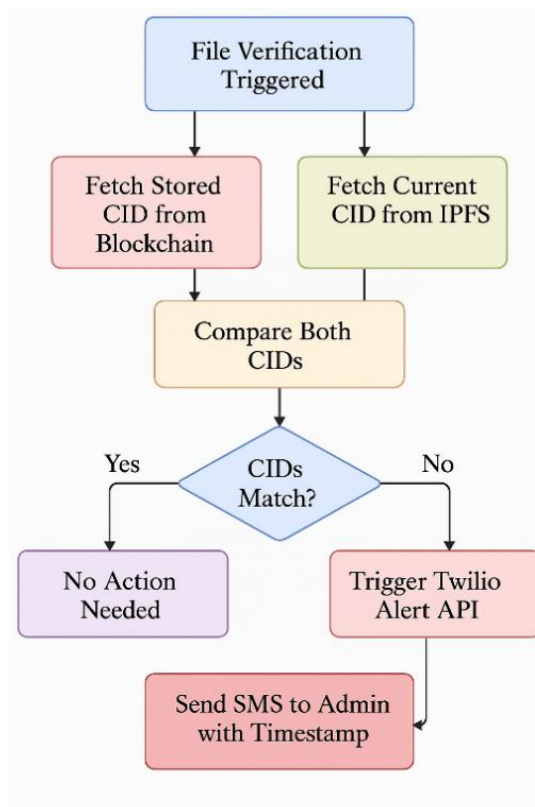 File Verification
Triggered
Fetch Stored
CID from
Blockchain
Fetch Current
CID from IPFS
Compare Both
CIDs
CIDs
Match?
Yes
No
No Action
Needed
Trigger Twilio
Alert API
Send SMS to Admin
with Timestamp